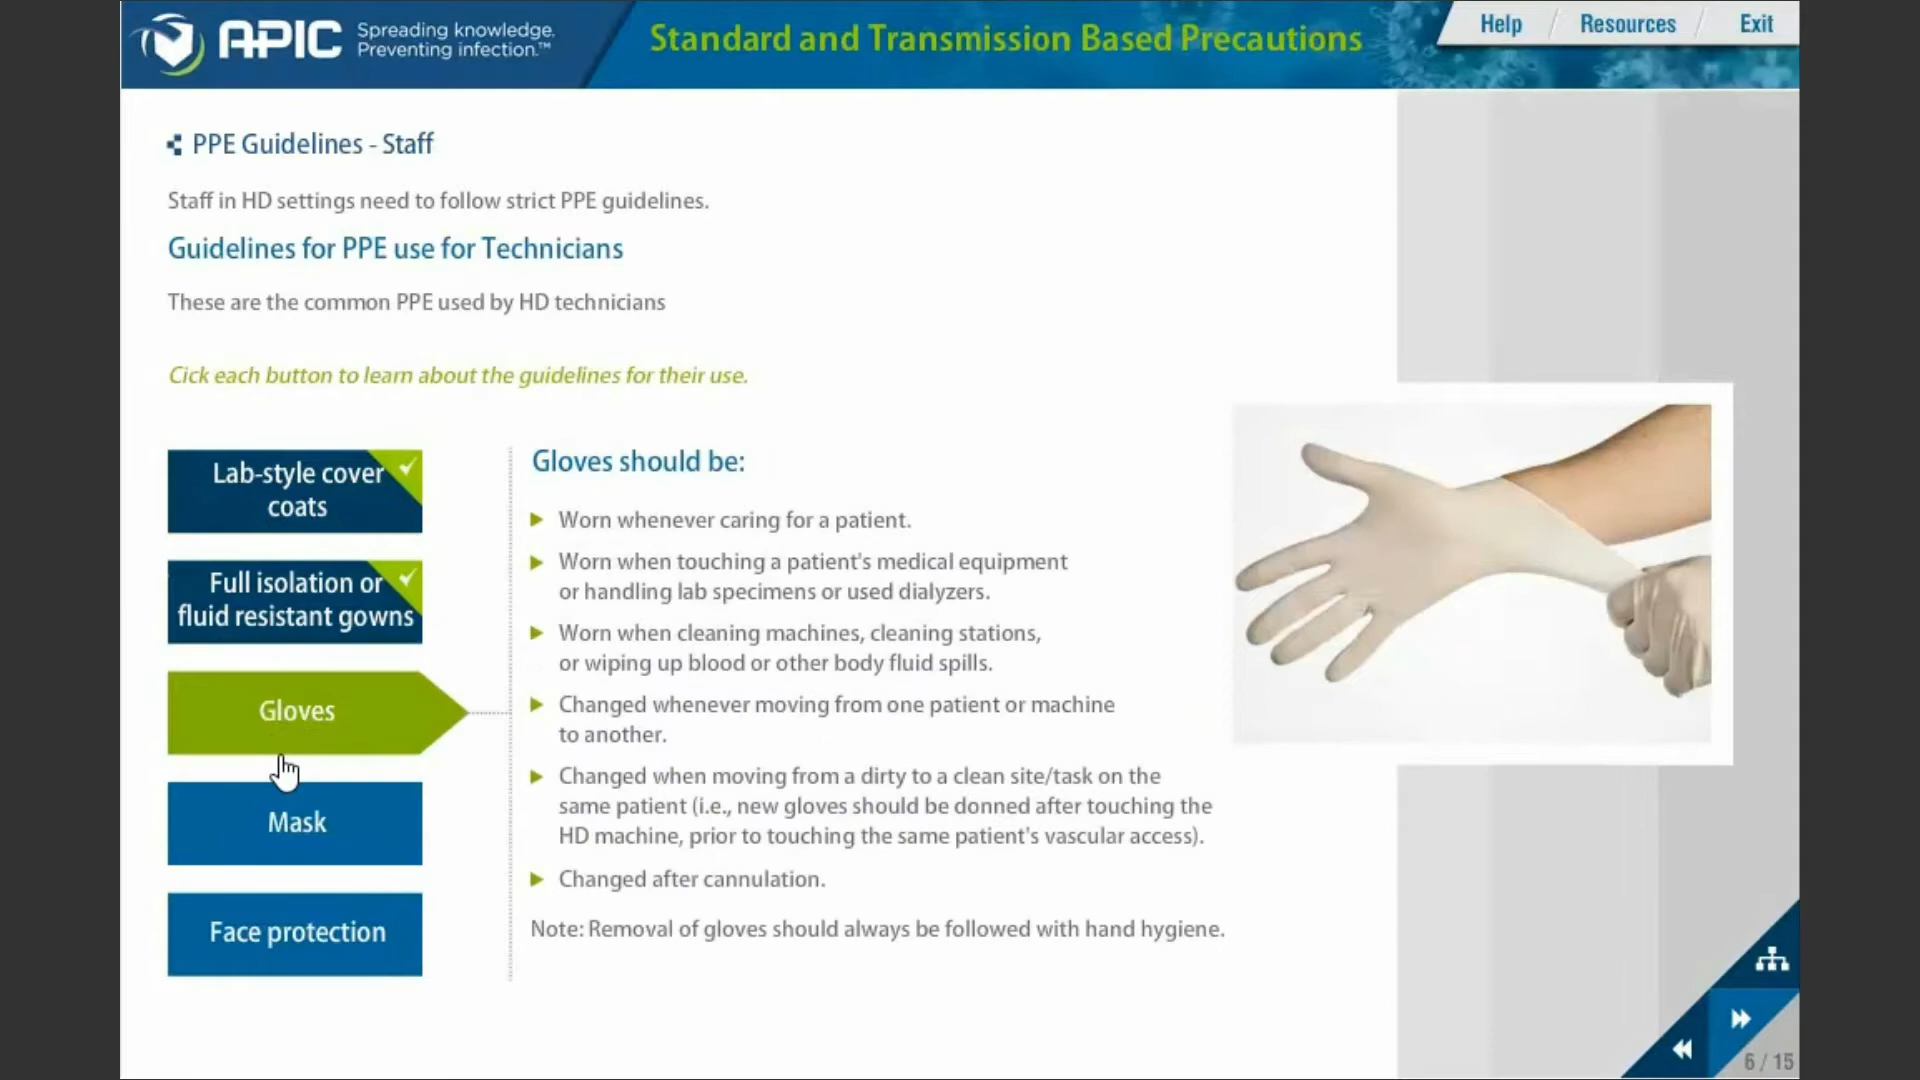 APIC
Spreading knowledge.
Preventing infection.™
Standard and Transmission Based Precautions
Help
Resources
Exit
PPE Guidelines - Staff
Staff in HD settings need to follow strict PPE guidelines.
Guidelines for PPE use for Technicians
These are the common PPE used by HD technicians
Cick each button to learn about the guidelines for their use.
Lab-style cover
coats
Full isolation or
fluid resistant gowns
Gloves
Mask
Face protection
Gloves should be:
Worn whenever caring for a patient.
Worn when touching a patient's medical equipment
or handling lab specimens or used dialyzers.
Worn when cleaning machines, cleaning stations,
or wiping up blood or other body fluid spills.
Changed whenever moving from one patient or machine
to another.
Changed when moving from a dirty to a clean site/task on the
same patient (i.e., new gloves should be donned after touching the
HD machine, prior to touching the same patient's vascular access).
Changed after cannulation.
Note: Removal of gloves should always be followed with hand hygiene.
6 / 15